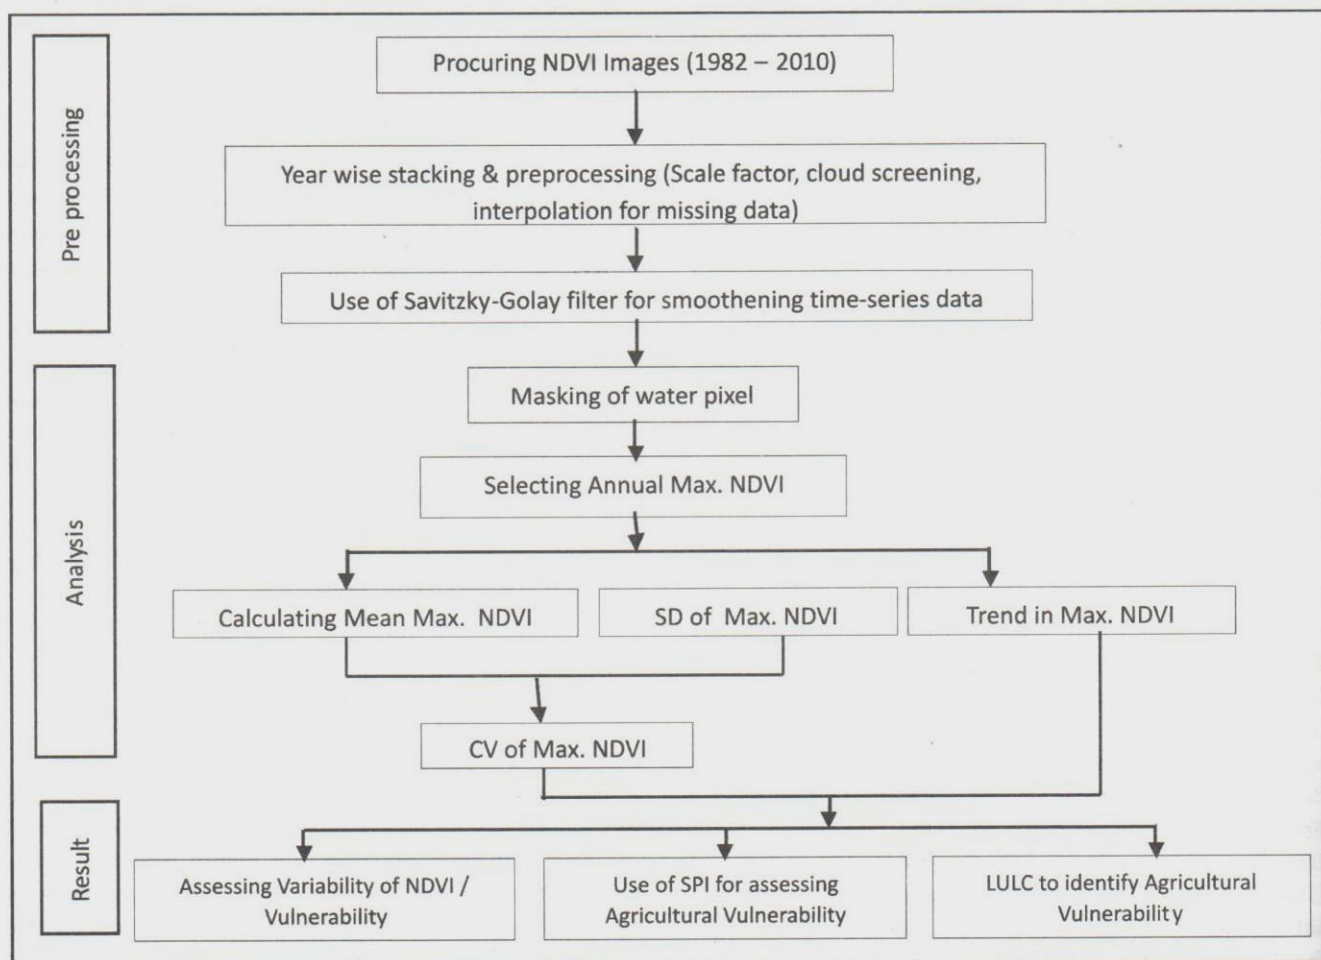 Pre processing
Procuring NDVI Images (1982 – 2010)
Year wise stacking & preprocessing (Scale factor, cloud screening,
interpolation for missing data)
Use of Savitzky-Golay filter for smoothening time-series data
Analysis
Masking of water pixel
Selecting Annual Max. NDVI
Calculating Mean Max. NDVI
SD of Max. NDVI
Trend in Max. NDVI
CV of Max. NDVI
Result
Assessing Variability of NDVI /
Vulnerability
Use of SPI for assessing
Agricultural Vulnerability
LULC to identify Agricultural
Vulnerability